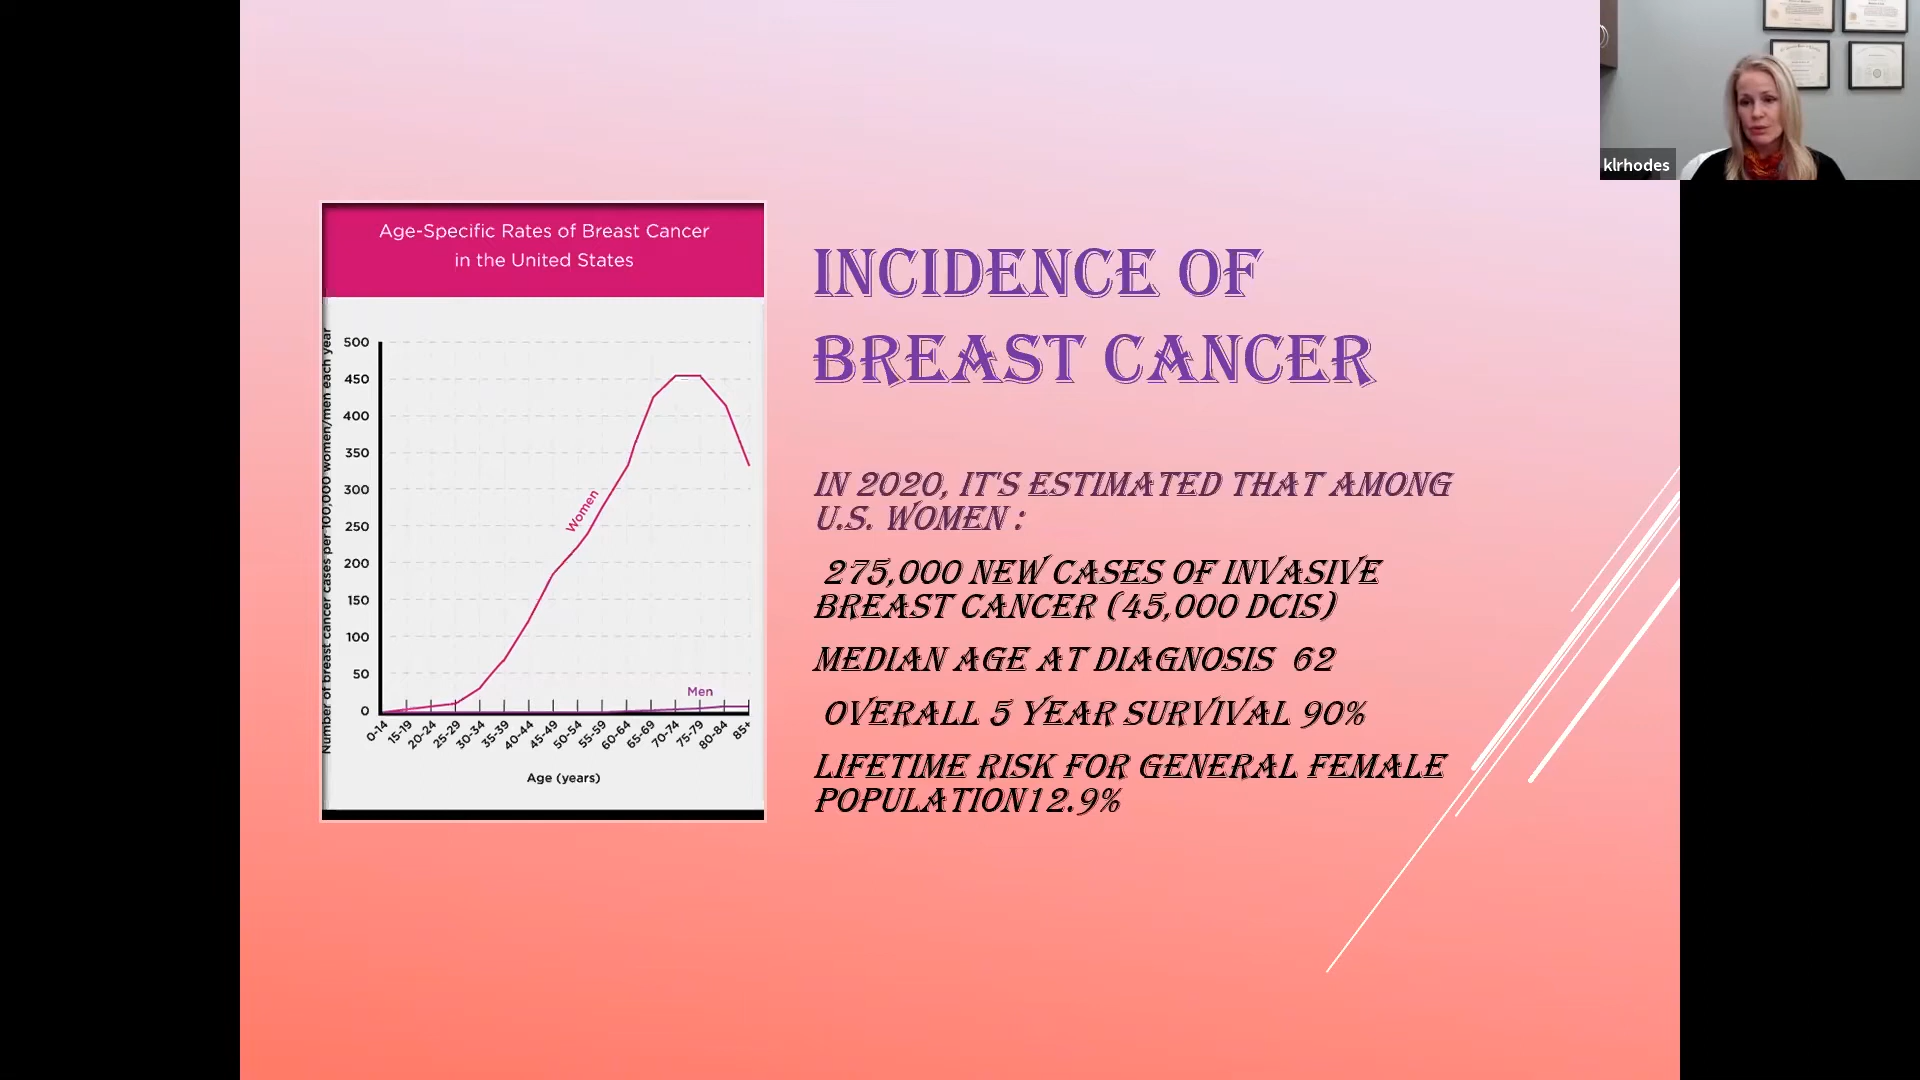 klrhodes
Age-Specific Rates of Breast Cancer
in the United States
Number of breast cancer cases per 100,000 women/men each year
500
450
400
350
300
250
200
150
100
50
0
Women
Men
0-14
15-19
20-24
25-29
30-34
35-39
40-44
45-49
50-54
55-59
60-64
65-69
70-74
75-79
80-84
85+
Age (years)
INCIDENCE OF
BREAST CANCER
IN 2020, IT'S ESTIMATED THAT AMONG
U.S. WOMEN :
275,000 NEW CASES OF INVASIVE
BREAST CANCER (45,000 DCIS)
MEDIAN AGE AT DIAGNOSIS 62
OVERALL 5 YEAR SURVIVAL 90%
LIFETIME RISK FOR GENERAL FEMALE
POPULATION12.9%